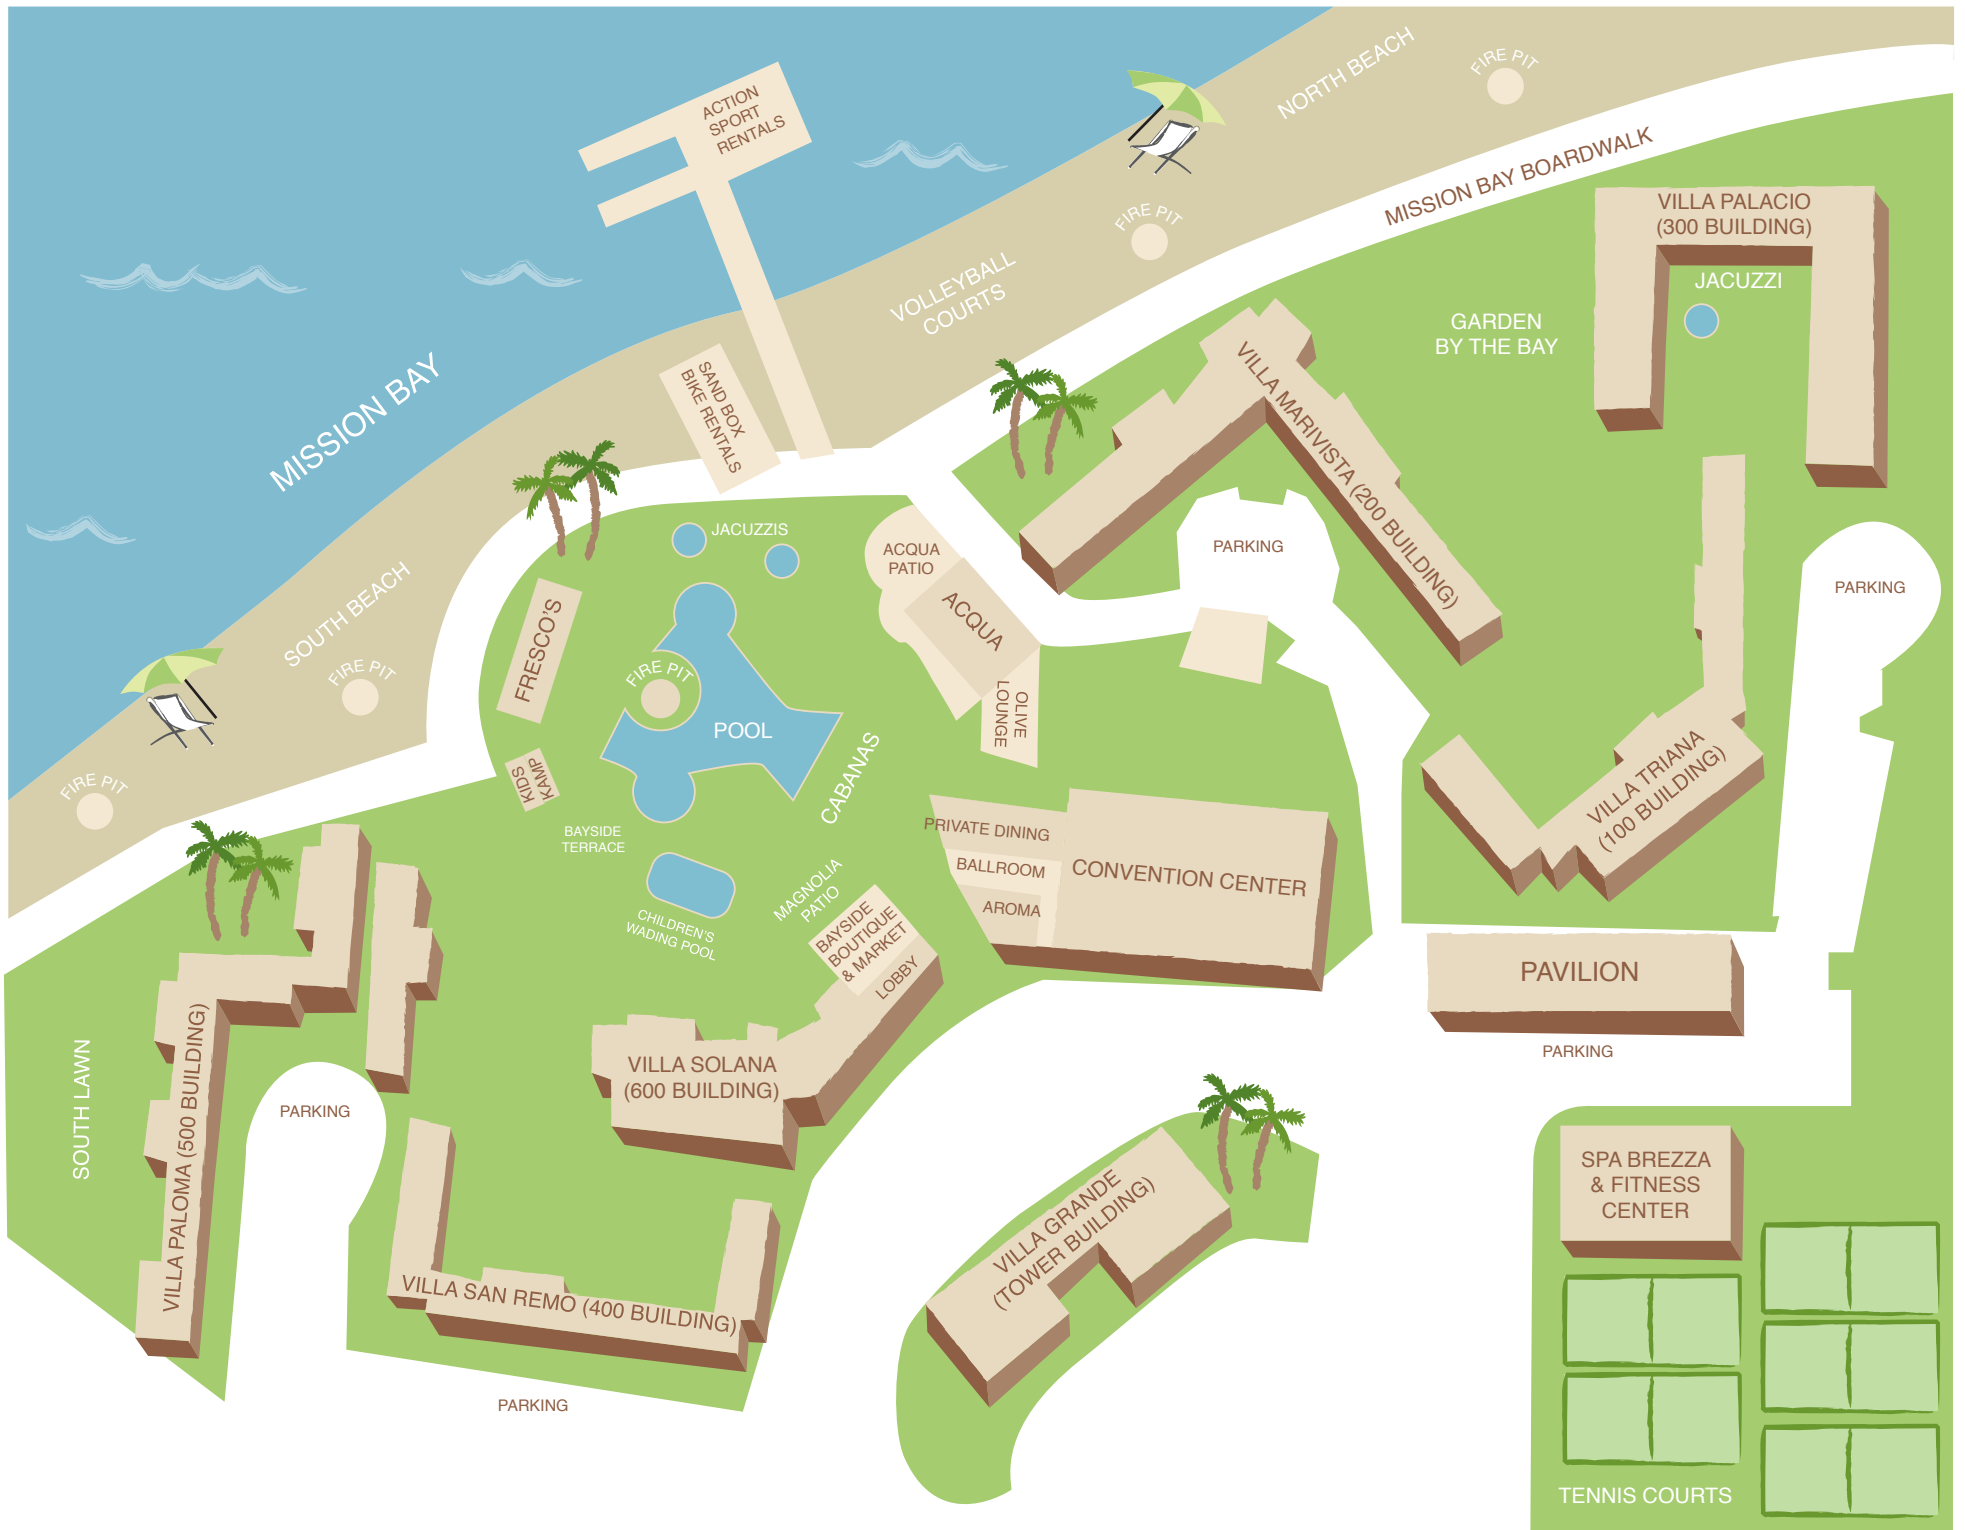 ACTION
SPORT
RENTALS
NORTH BEACH
FIRE PIT
MISSION BAY BOARDWALK
FIRE PIT
VOLLEYBALL
COURTS
VILLA PALACIO
(300 BUILDING)
JACUZZI
GARDEN
BY THE BAY
MISSION BAY
SAND BOX
BIKE RENTALS
VILLA MARIVISTA (200 BUILDING)
PARKING
PARKING
JACUZZIS
ACQUA
PATIO
ACQUA
OLIVE
LOUNGE
SOUTH BEACH
FIRE PIT
FIRE PIT
FRESCO'S
FIRE PIT
POOL
KIDS
KAMP
CABANAS
BAYSIDE
TERRACE
CHILDREN'S
WADING POOL
MAGNOLIA
PATIO
BAYSIDE
BOUTIQUE
& MARKET
LOBBY
PRIVATE DINING
BALLROOM
AROMA
CONVENTION CENTER
VILLA TRIANA
(100 BUILDING)
PAVILION
PARKING
SOUTH LAWN
VILLA PALOMA (500 BUILDING)
PARKING
VILLA SOLANA
(600 BUILDING)
VILLA SAN REMO (400 BUILDING)
PARKING
VILLA GRANDE
(TOWER BUILDING)
SPA BREZZA
& FITNESS
CENTER
TENNIS COURTS